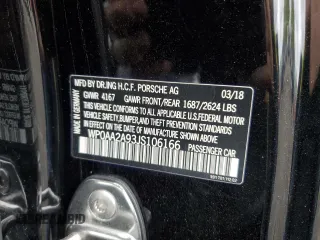 MFD BY DR.ING H.C.F. PORSCHE AG 03/18
GVWR 4167 GAWR FRONT/REAR 1687/2624 LBS
THIS VEHICLE CONFORMS TO ALL APPLICABLE
U.S. FEDERAL MOTOR VEHICLE SAFETY, BUMPER,
AND THEFT PREVENTION STANDARDS IN EFFECT ON THE
DATE OF MANUFACTURE SHOWN ABOVE.
WP0AA2A93JS106166
PASSENGER CAR
MADE IN GERMANY